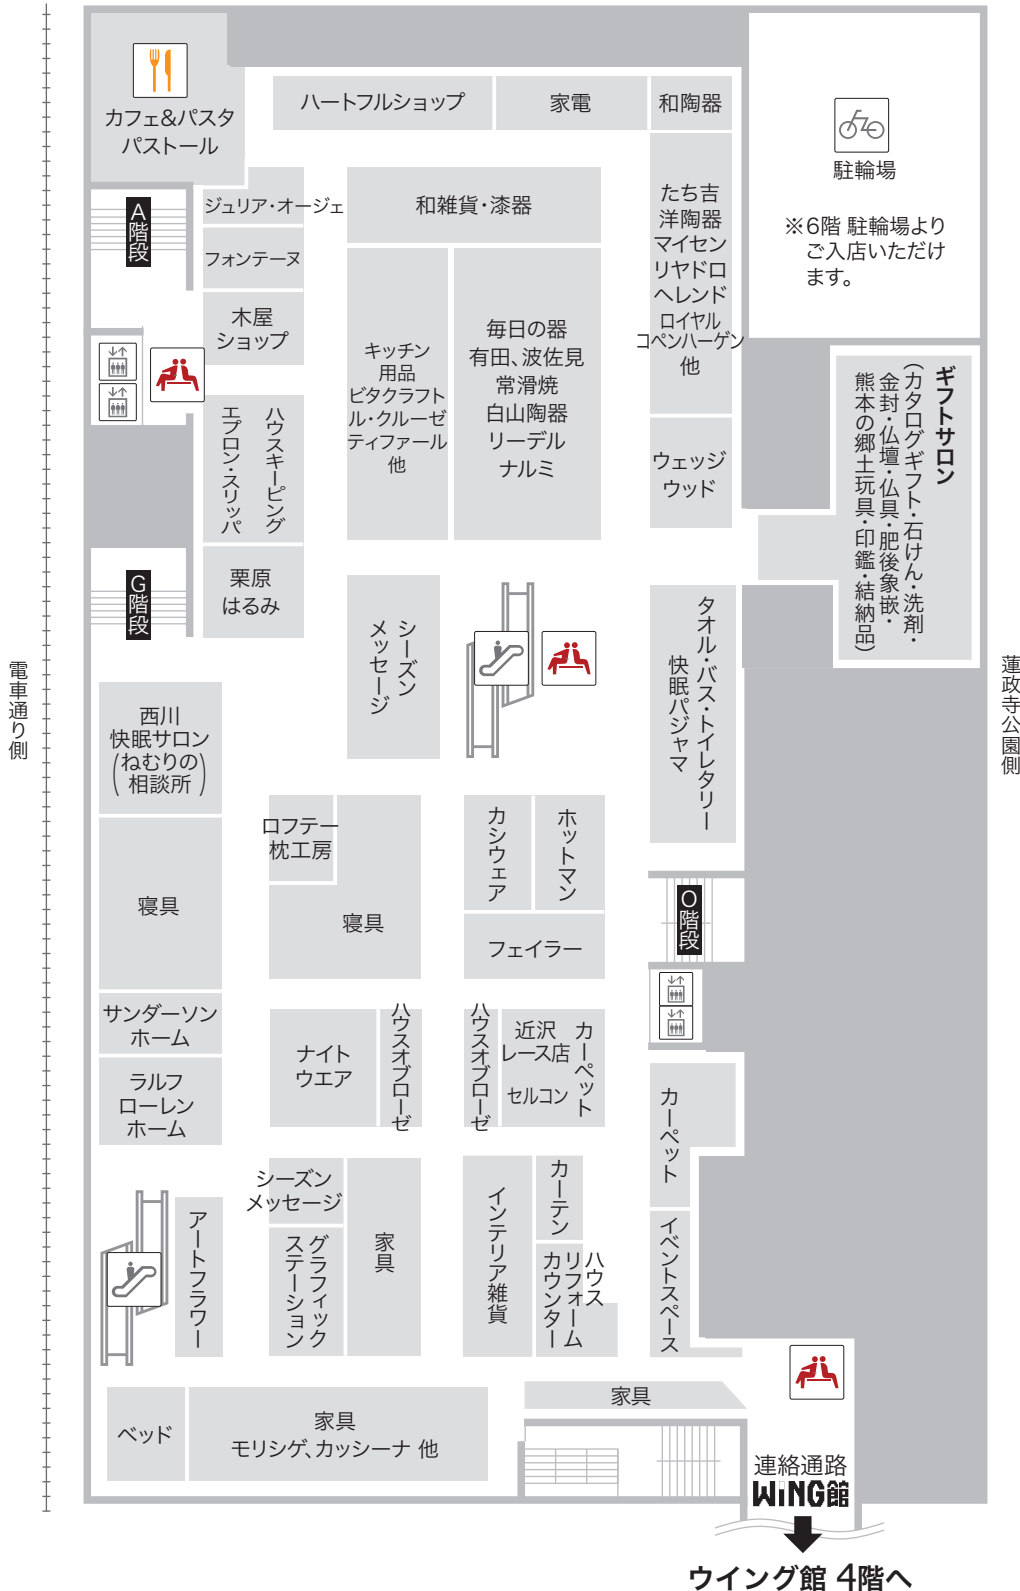 カフェ&パスタ
パストール
ハートフルショップ
家電
和陶器
駐輪場
※6階 駐輪場より
ご入店いただけ
ます。
A階段
ジュリア・オージェ
フォンテーヌ
木屋
ショップ
和雑貨・漆器
キッチン
用品
ビタクラフト
ル・クルーゼ
ティファール
他
毎日の器
有田、波佐見
常滑焼
白山陶器
リーデル
ナルミ
たち吉
洋陶器
マイセン
リヤドロ
ヘレンド
ロイヤル
コペンハーゲン
他
ウェッジ
ウッド
ギフトサロン
(カタログギフト・石けん・洗剤・
金封・仏壇・仏具・肥後象嵌・
熊本の郷土玩具・印鑑・結納品)
ハウスキーピング
エプロン・スリッパ
G階段
栗原
はるみ
シーズン
メッセージ
タオル・バス・トイレタリー
快眠パジャマ
電車通り側
蓮政寺公園側
西川
快眠サロン
(ねむりの
相談所)
寝具
ロフテー
枕工房
寝具
カシウェア
ホットマン
フェイラー
O階段
サンダーソン
ホーム
ラルフ
ローレン
ホーム
ナイト
ウエア
ハウスオブローゼ
ハウスオブローゼ
近沢
レース店
セルコン
カーペット
カーペット
シーズン
メッセージ
グラフィック
ステーション
家具
インテリア雑貨
カーテン
ハウス
リフォーム
カウンター
イベントスペース
アートフラワー
ベッド
家具
モリシゲ、カッシーナ 他
家具
連絡通路
WiNG館
ウイング館 4階へ